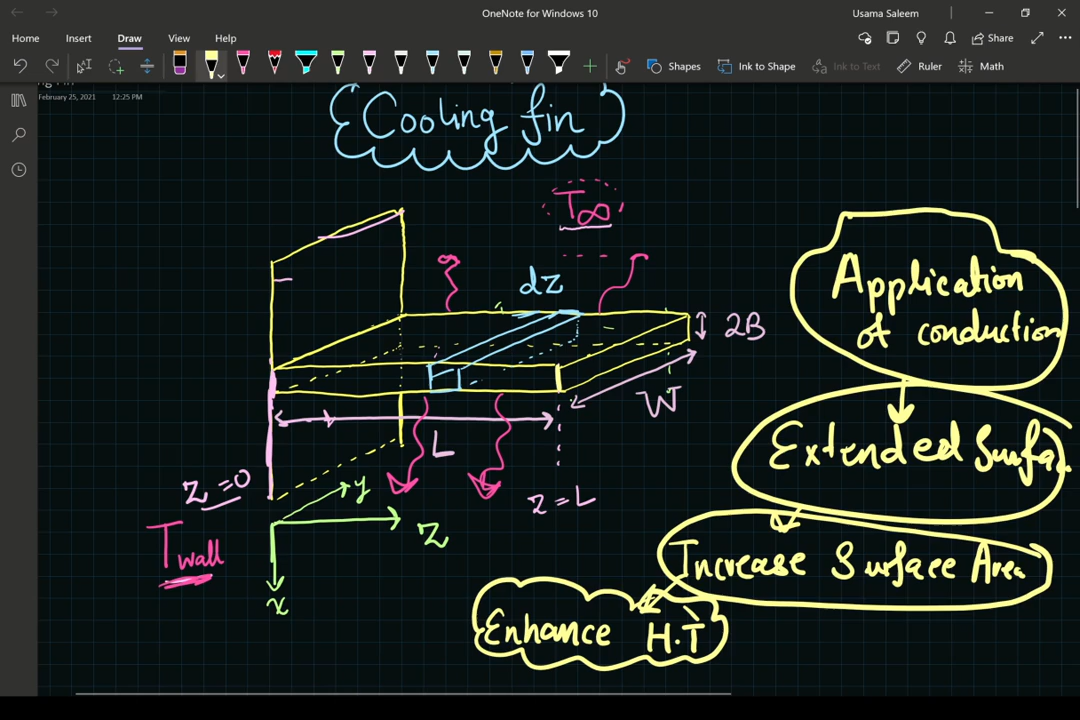 OneNote for Windows 10
Usama Saleem
Home Insert Draw View Help
Share
Shapes
Ink to Shape
Ink to Text
Ruler
Math
February 25, 2021 12:25 PM
Cooling fin
T∞
dz
2B
W
L
z=0
z=L
Twall
y
z
x
Application
of conduction
Extended Surfac
Increase Surface Area
Enhance H.T